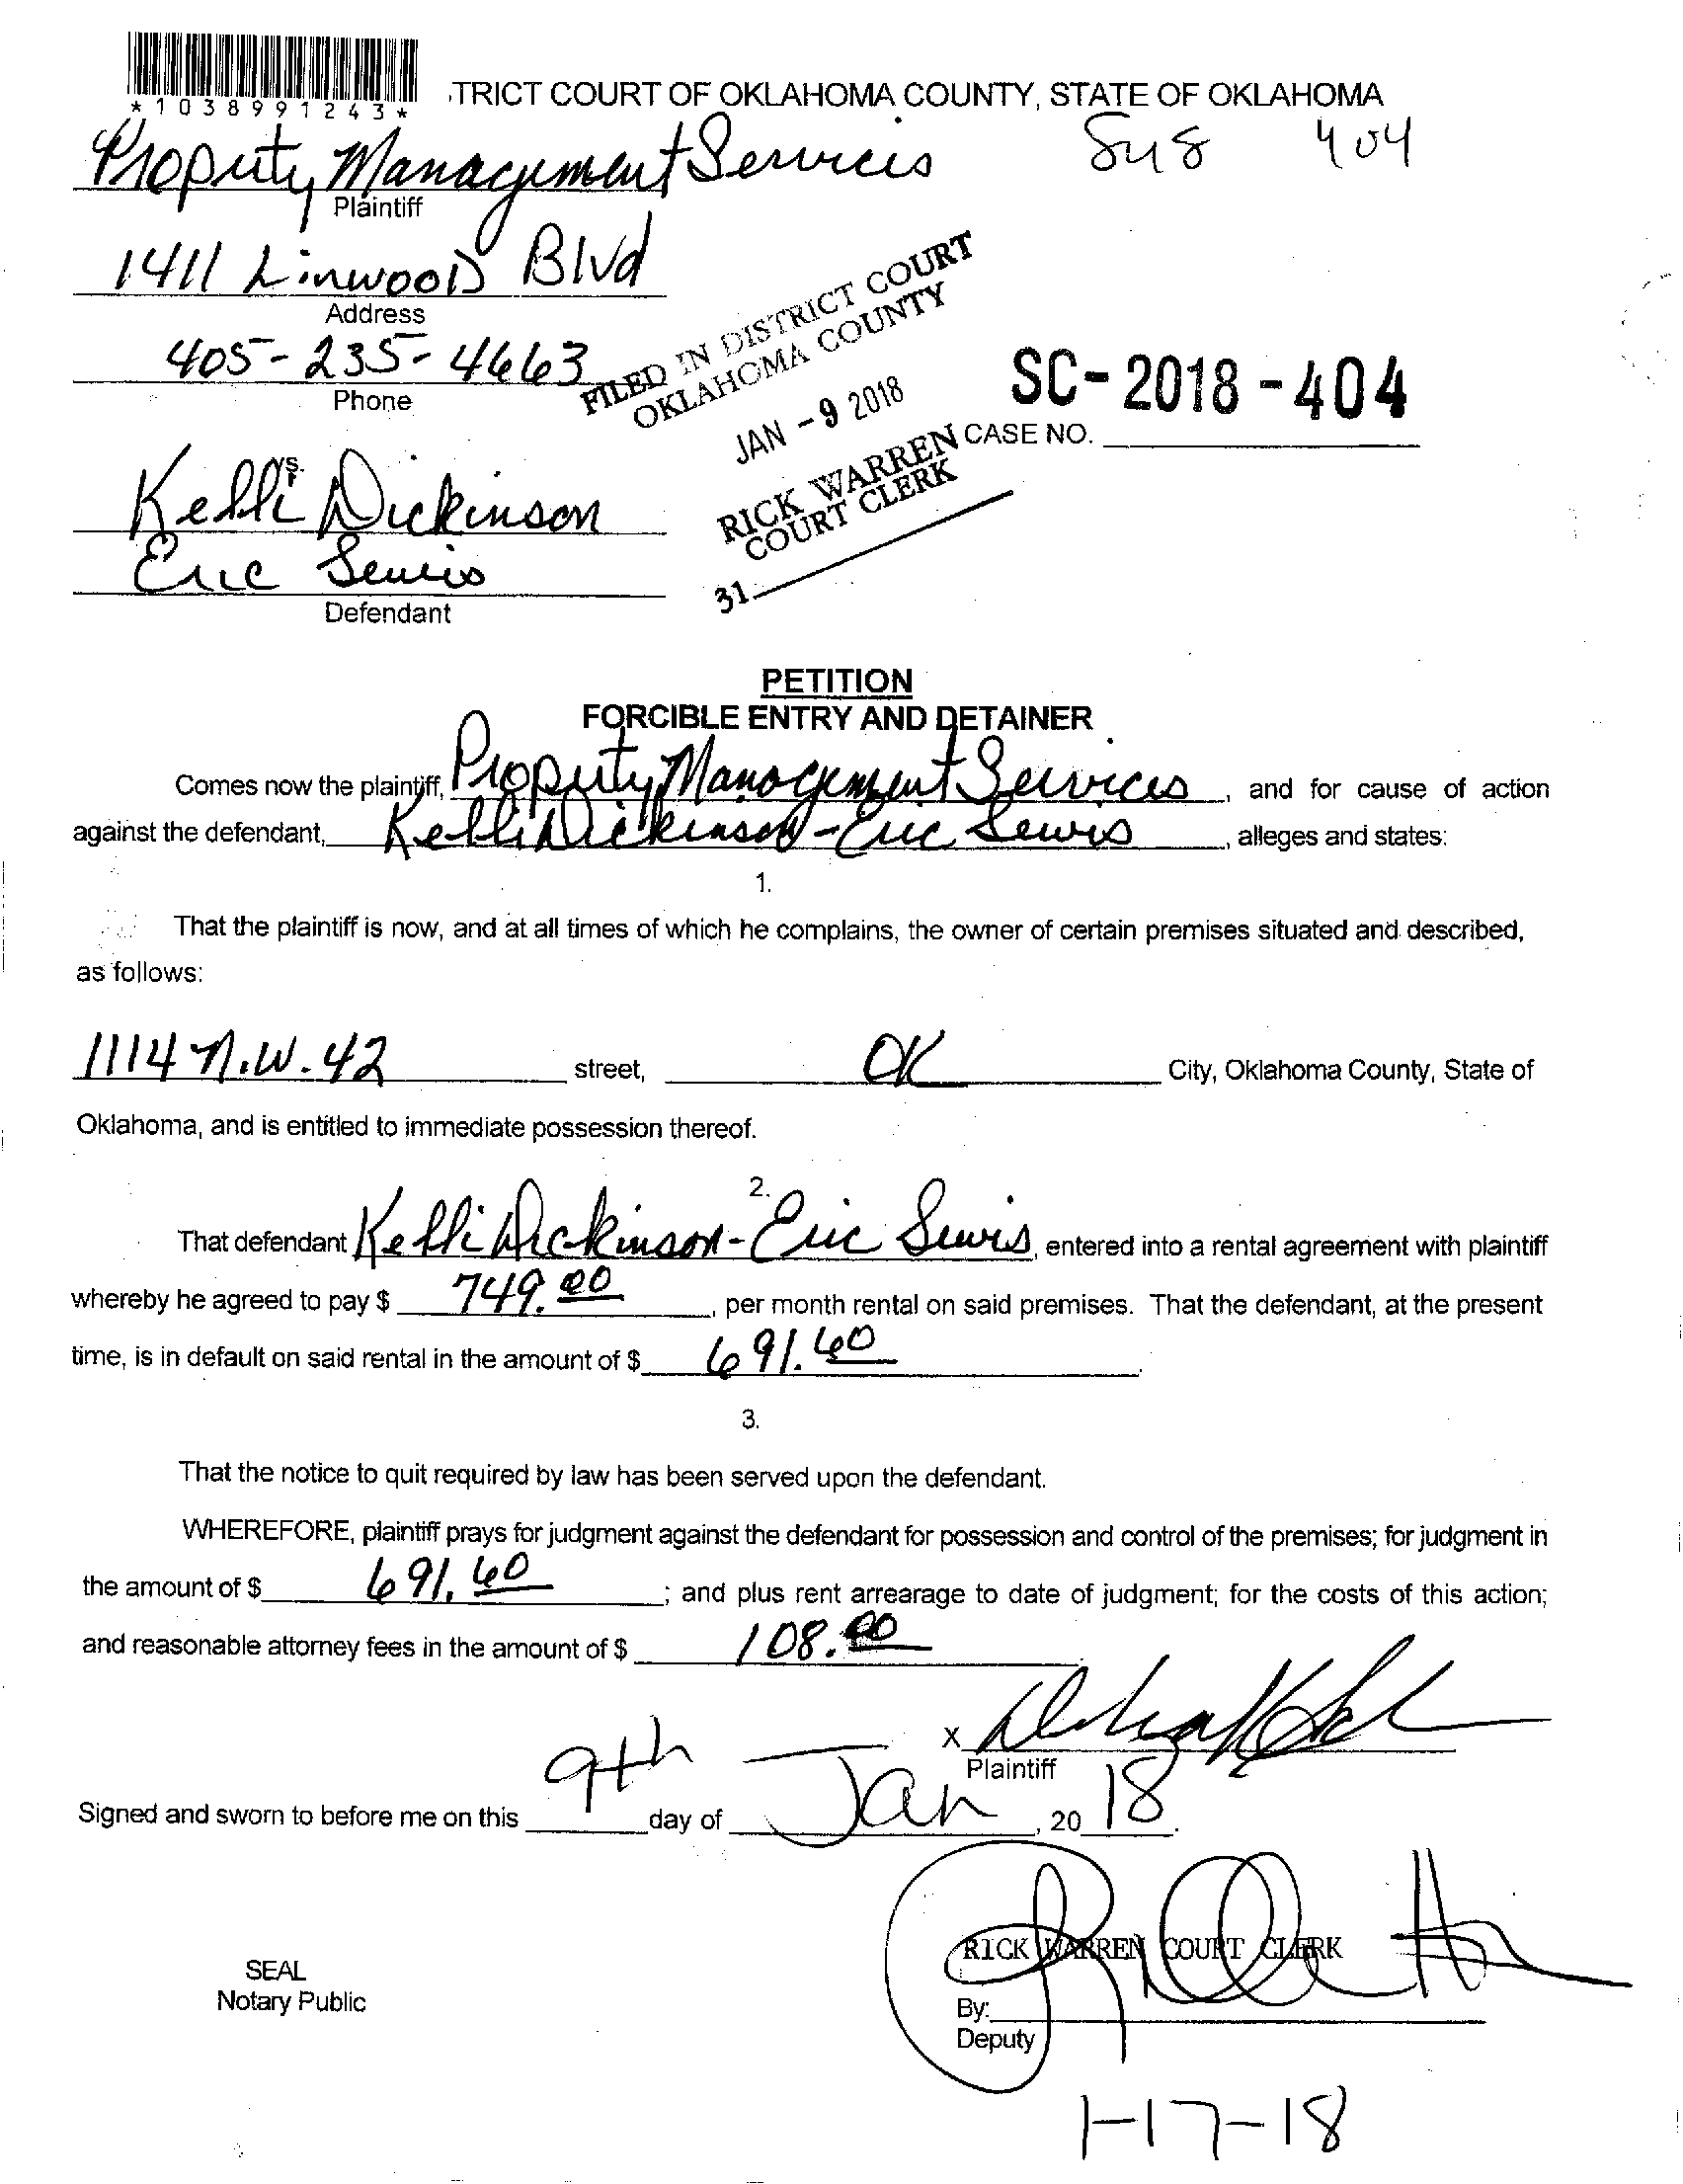 *1038991243*
TRICT COURT OF OKLAHOMA COUNTY, STATE OF OKLAHOMA
Property Management Services
404
Plaintiff
1411 Linwood Blvd
Address
405-235-4663
Phone
FILED IN DISTRICT COURT
OKLAHOMA COUNTY
JAN - 9 2018
RICK WARREN
COURT CLERK
31
SC-2018-404
CASE NO.
vs.
Kelli Dickinson
Eric Lewis
Defendant
PETITION
FORCIBLE ENTRY AND DETAINER
Comes now the plaintiff, Property Management Services, and for cause of action
against the defendant, Kelli Dickinson - Eric Lewis, alleges and states:
1.
That the plaintiff is now, and at all times of which he complains, the owner of certain premises situated and described,
as follows:
1114 N.W. 42 street, OK City, Oklahoma County, State of
Oklahoma, and is entitled to immediate possession thereof.
2.
That defendant Kelli Dickinson - Eric Lewis, entered into a rental agreement with plaintiff
whereby he agreed to pay $ 749.00, per month rental on said premises. That the defendant, at the present
time, is in default on said rental in the amount of $ 691.60.
3.
That the notice to quit required by law has been served upon the defendant.
WHEREFORE, plaintiff prays for judgment against the defendant for possession and control of the premises; for judgment in
the amount of $ 691.60; and plus rent arrearage to date of judgment; for the costs of this action;
and reasonable attorney fees in the amount of $ 108.00
X
Plaintiff
Signed and sworn to before me on this 9th day of Jan, 20 18.
RICK WARREN COURT CLERK
SEAL
Notary Public
By:
Deputy
1-17-18